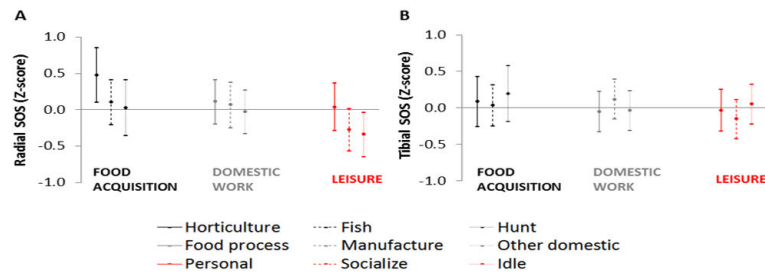 A
Radial SOS (Z-score)
1.0
0.5
0.0
-0.5
-1.0
FOOD ACQUISITION
DOMESTIC WORK
LEISURE
B
Tibial SOS (Z-score)
1.0
0.5
0.0
-0.5
-1.0
FOOD ACQUISITION
DOMESTIC WORK
LEISURE
Horticulture Fish Hunt
Food process Manufacture Other domestic
Personal Socialize Idle